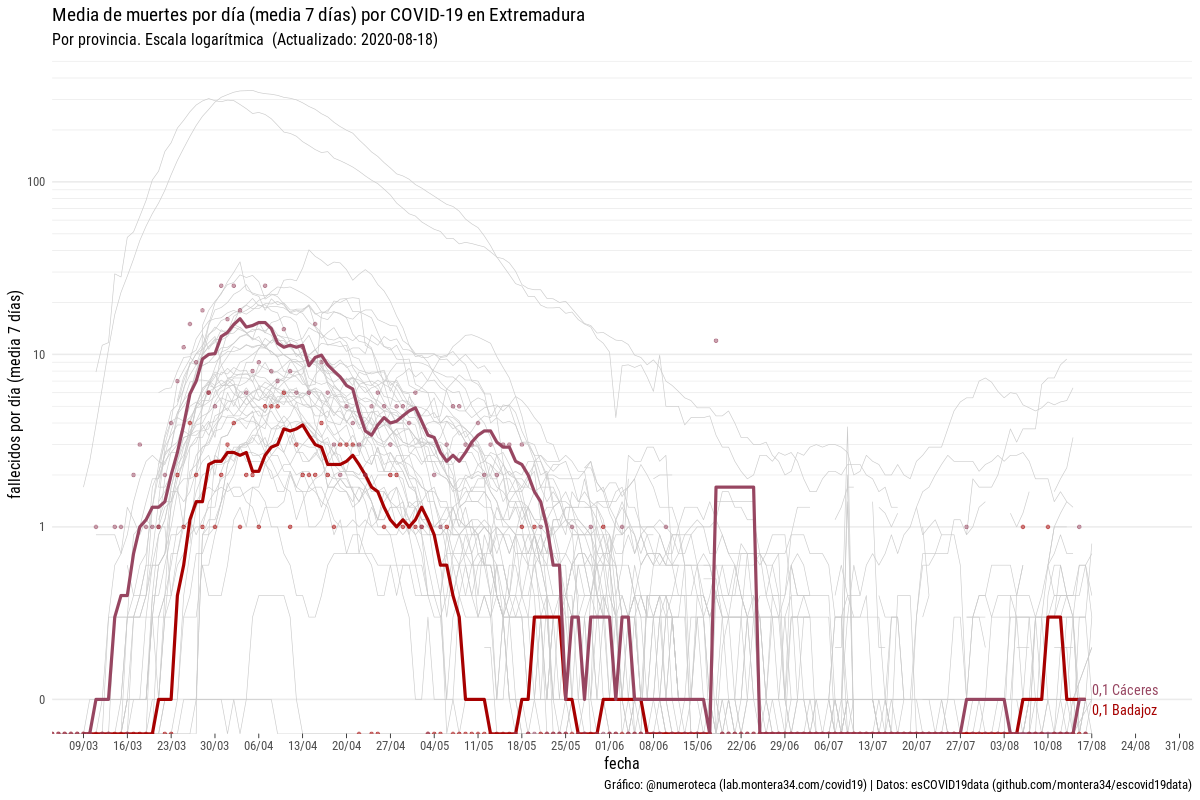 Media de muertes por día (media 7 días) por COVID-19 en Extremadura
Por provincia. Escala logarítmica  (Actualizado: 2020-08-18)
fallecidos por día (media  7 días)
100
10
1
0
0,1 Cáceres
0,1 Badajoz
09/03 16/03 23/03 30/03 06/04 13/04 20/04 27/04 04/05 11/05 18/05 25/05 01/06 08/06 15/06 22/06 29/06 06/07 13/07 20/07 27/07 03/08 10/08 17/08 24/08 31/08
fecha
Gráfico: @numeroteca (lab.montera34.com/covid19) | Datos: esCOVID19data (github.com/montera34/escovid19data)